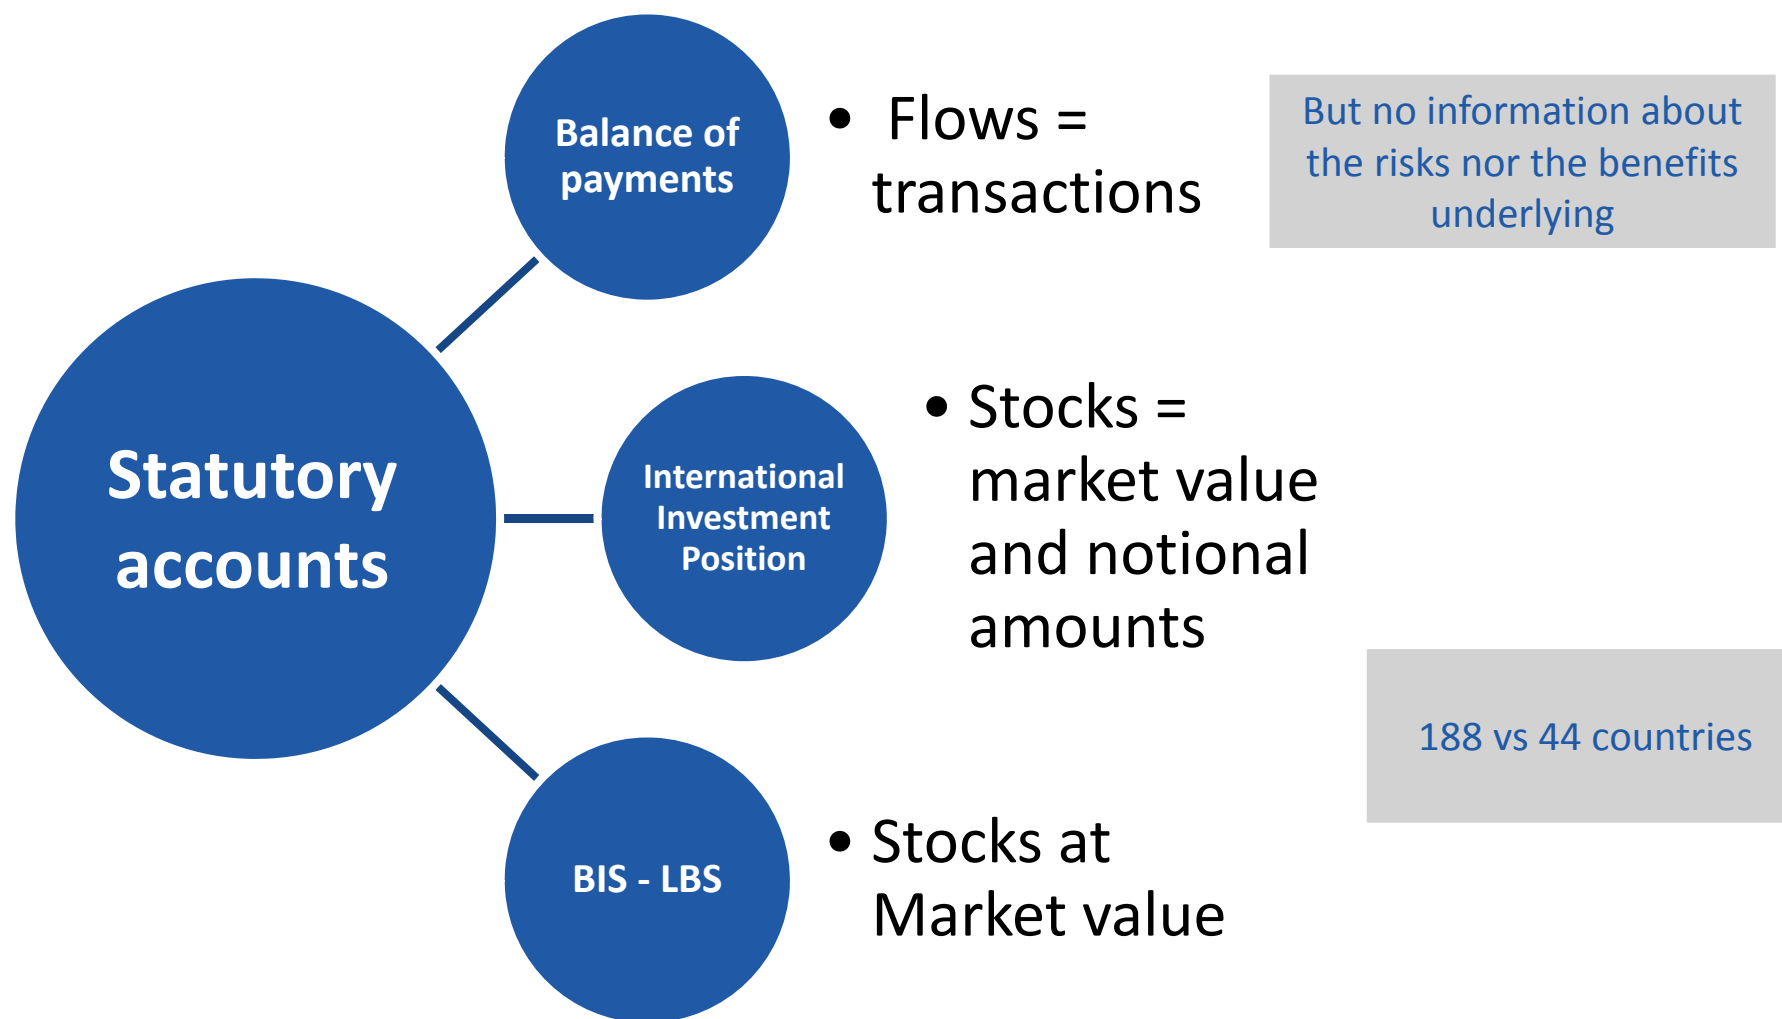 Balance of
payments
• Flows =
transactions
But no information about
the risks nor the benefits
underlying
Statutory
accounts
International
Investment
Position
• Stocks =
market value
and notional
amounts
188 vs 44 countries
BIS - LBS
• Stocks at
Market value